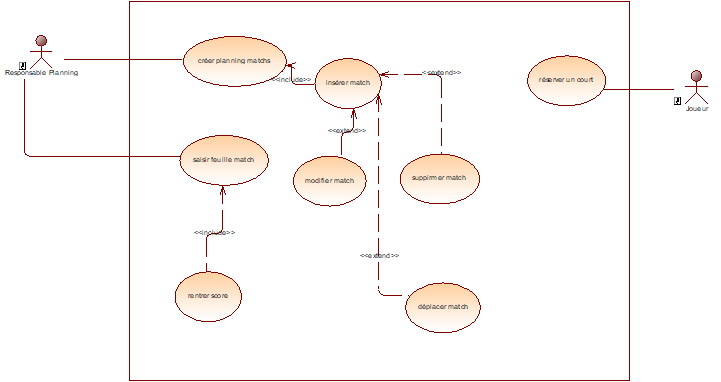 Responsable Planning
créer planning matchs
<<include>>
insérer match
<<extend>>
réserver un court
Joueur
<<extend>>
saisir feuille match
modifier match
suppirmer match
<<include>>
<<extend>>
rentrer score
déplacer match